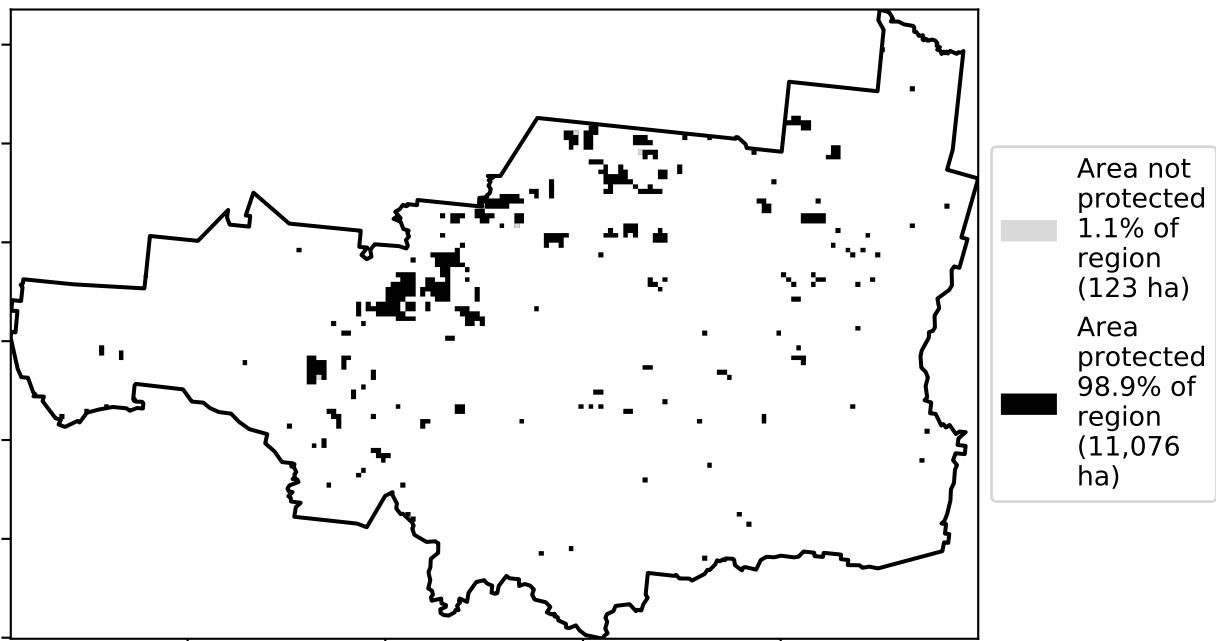 Area not
protected
1.1% of
region
(123 ha)
Area
protected
98.9% of
region
(11,076
ha)